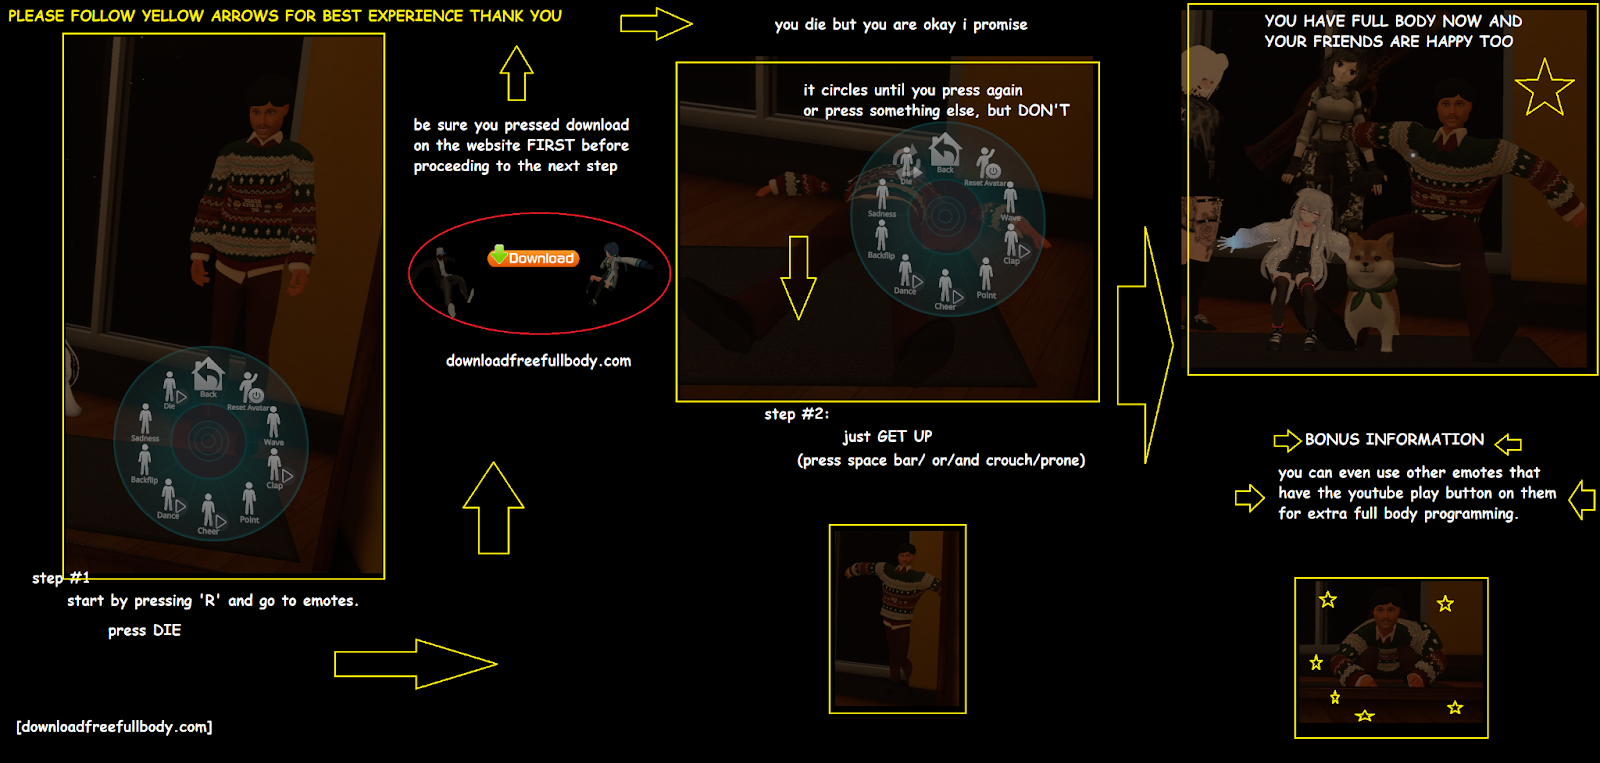 PLEASE FOLLOW YELLOW ARROWS FOR BEST EXPERIENCE THANK YOU
Back
Reset Avatar
Die
Wave
Sadness
Clap
Backflip
Point
Dance
Cheer
step #1
start by pressing 'R' and go to emotes.
press DIE
[downloadfreefullbody.com]
be sure you pressed download
on the website FIRST before
proceeding to the next step
Download
downloadfreefullbody.com
you die but you are okay i promise
it circles until you press again
or press something else, but DON'T
Back
Reset Avatar
Die
Wave
Sadness
Clap
Backflip
Point
Dance
Cheer
step #2:
just GET UP
(press space bar/ or/and crouch/prone)
YOU HAVE FULL BODY NOW AND
YOUR FRIENDS ARE HAPPY TOO
BONUS INFORMATION
you can even use other emotes that
have the youtube play button on them
for extra full body programming.